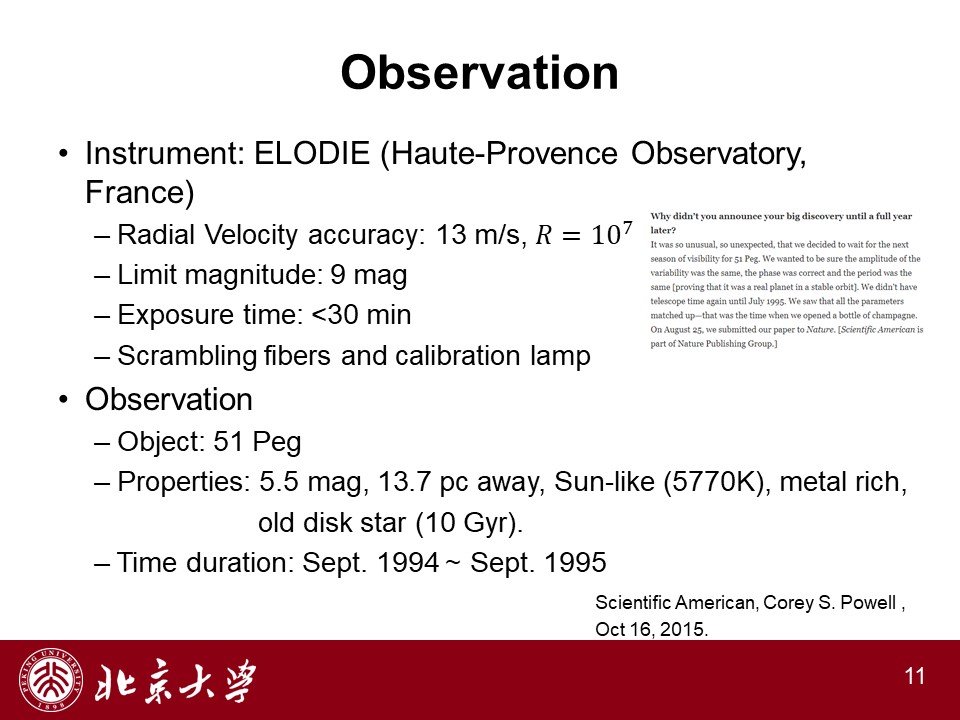 Observation
• Instrument: ELODIE (Haute-Provence Observatory,
France)
– Radial Velocity accuracy: 13 m/s, 𝑅 = 10⁷
– Limit magnitude: 9 mag
– Exposure time: <30 min
– Scrambling fibers and calibration lamp
Why didn't you announce your big discovery until a full year
later?
It was so unusual, so unexpected, that we decided to wait for the next
season of visibility for 51 Peg. We wanted to be sure the amplitude of the
variability was the same, the phase was correct and the period was the
same [proving that it was a real planet in a stable orbit]. We didn't have
telescope time again until July 1995. We saw that all the parameters
matched up—that was the time when we opened a bottle of champagne.
On August 25, we submitted our paper to Nature. [Scientific American is
part of Nature Publishing Group.]
• Observation
– Object: 51 Peg
– Properties: 5.5 mag, 13.7 pc away, Sun-like (5770K), metal rich,
old disk star (10 Gyr).
– Time duration: Sept. 1994 ~ Sept. 1995
Scientific American, Corey S. Powell ,
Oct 16, 2015.
PEKING UNIVERSITY
1898
北京大学
11